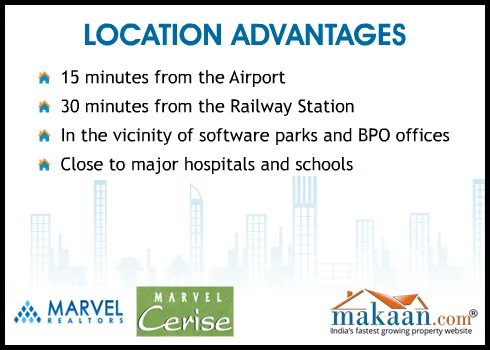 LOCATION ADVANTAGES
15 minutes from the Airport
30 minutes from the Railway Station
In the vicinity of software parks and BPO offices
Close to major hospitals and schools
MARVEL
REALTORS
MARVEL
Cerise
makaan.com®
India's fastest growing property website